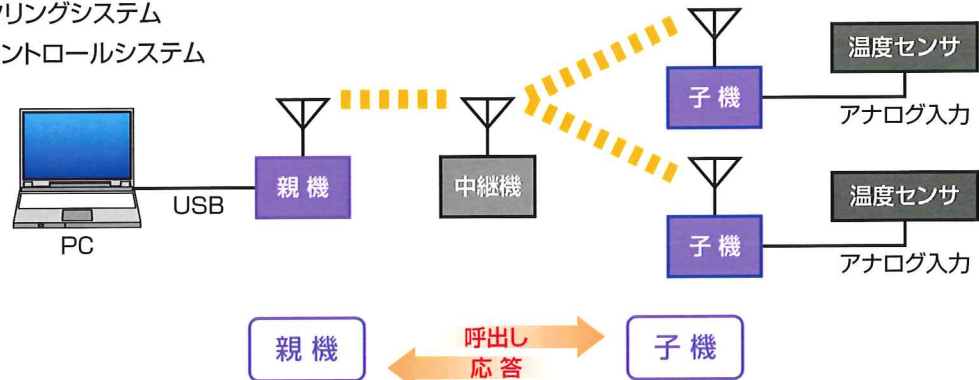 タリングシステム
ントロールシステム
温度センサ
子機
アナログ入力
親機
中継機
USB
PC
温度センサ
子機
アナログ入力
親機
呼出し
応答
子機